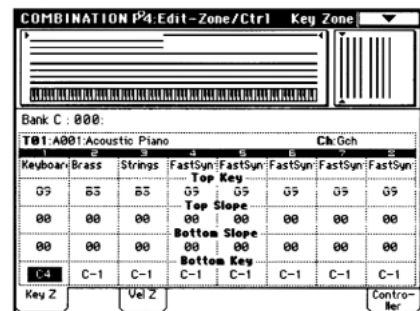 COMBINATION P4:Edit-Zone/Ctrl Key Zone
Bank C : 000:
T01:A001:Acoustic Piano Ch:Gch
1 2 3 4 5 6 7 8
Keyboar Brass Strings FastSyn FastSyn FastSyn FastSyn FastSyn
Top Key
G9 B3 B3 G9 G9 G9 G9 G9
Top Slope
00 00 00 00 00 00 00 00
Bottom Slope
00 00 00 00 00 00 00 00
Bottom Key
C4 C-1 C-1 C-1 C-1 C-1 C-1 C-1
Key Z Vel Z Contro-
ller